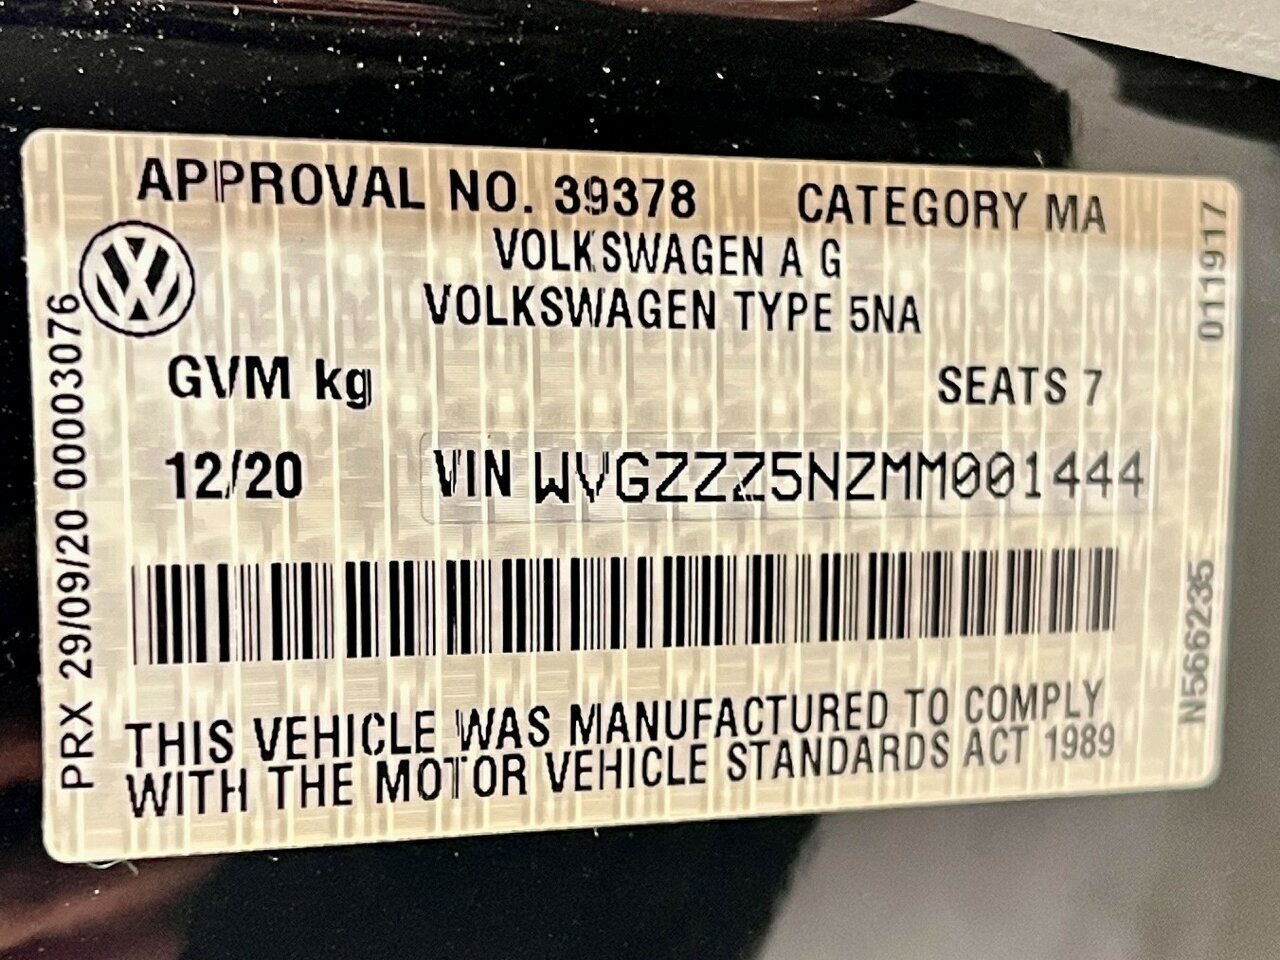 APPROVAL NO. 39378 CATEGORY MA
VOLKSWAGEN A G
VOLKSWAGEN TYPE 5NA
GVM kg SEATS 7
12/20 VIN WVGZZZ5NZMM001444
THIS VEHICLE WAS MANUFACTURED TO COMPLY
WITH THE MOTOR VEHICLE STANDARDS ACT 1989
PRX 29/09/20 00003076
011917
N566235